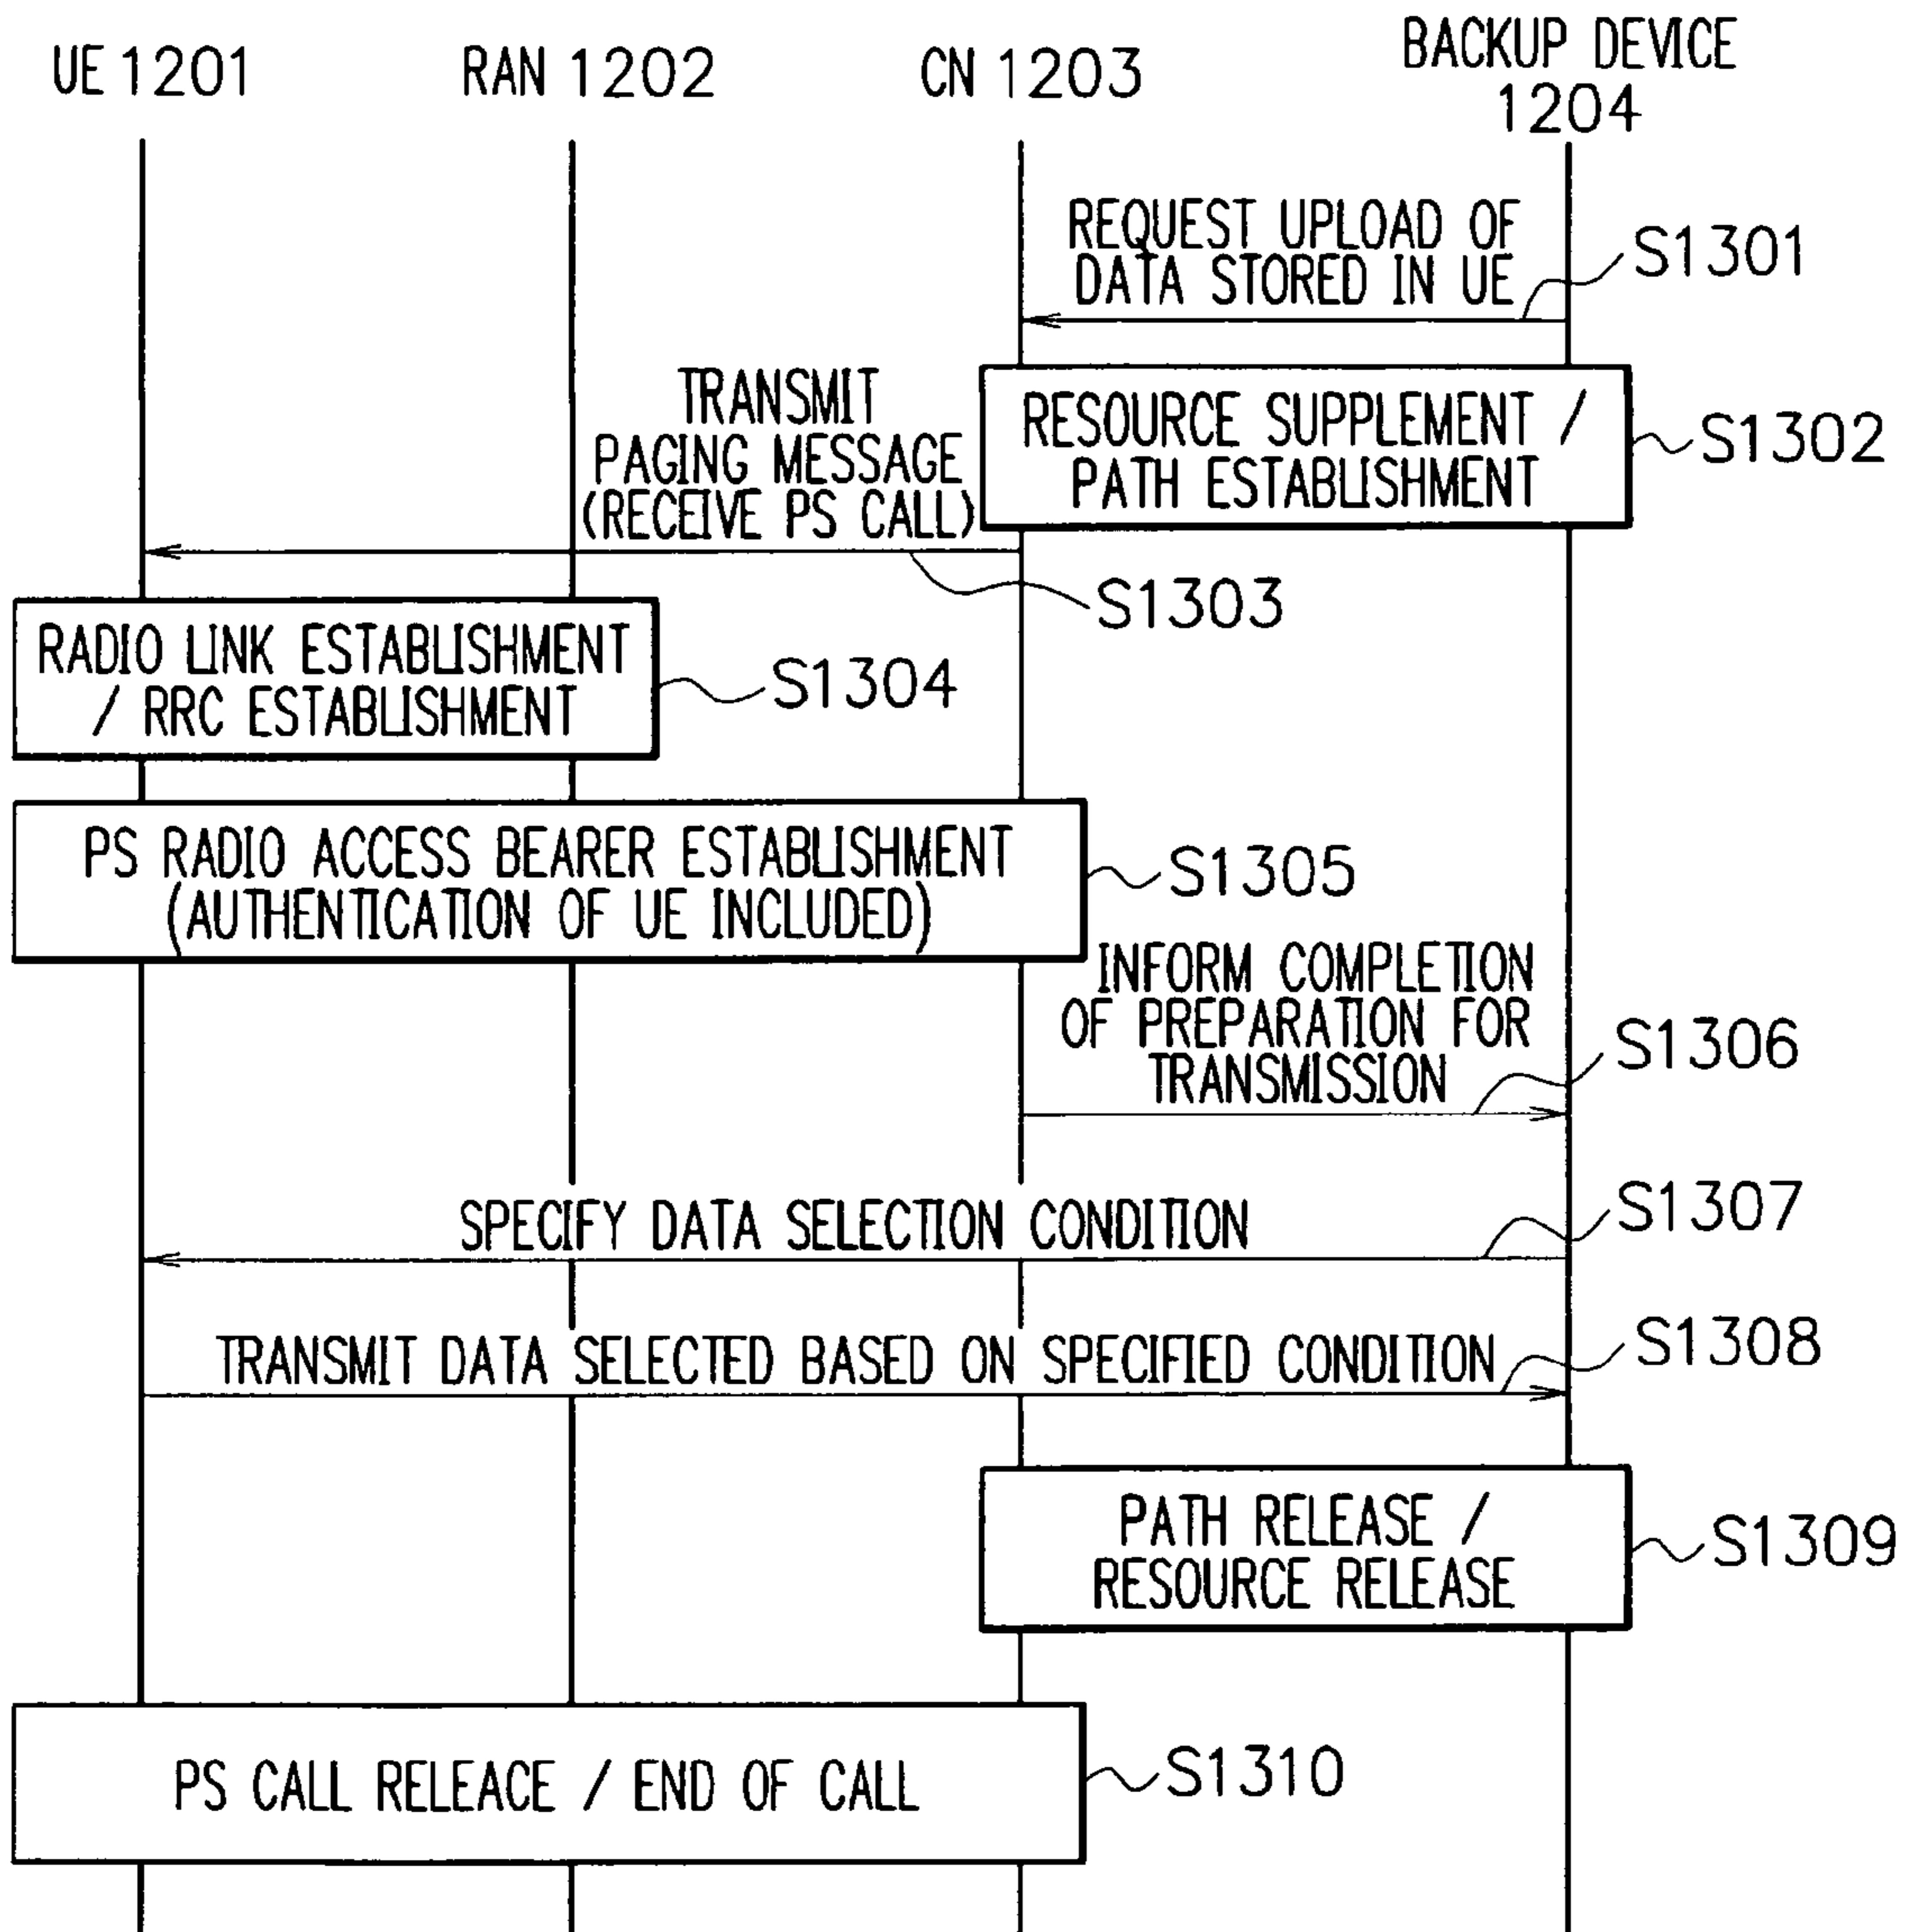 UE 1201
RAN 1202
CN 1203
BACKUP DEVICE
1204
REQUEST UPLOAD OF
DATA STORED IN UE
S1301
RESOURCE SUPPLEMENT /
PATH ESTABLISHMENT
S1302
TRANSMIT
PAGING MESSAGE
(RECEIVE PS CALL)
S1303
RADIO LINK ESTABLISHMENT
/ RRC ESTABLISHMENT
S1304
PS RADIO ACCESS BEARER ESTABLISHMENT
(AUTHENTICATION OF UE INCLUDED)
S1305
INFORM COMPLETION
OF PREPARATION FOR
TRANSMISSION
S1306
SPECIFY DATA SELECTION CONDITION
S1307
TRANSMIT DATA SELECTED BASED ON SPECIFIED CONDITION
S1308
PATH RELEASE /
RESOURCE RELEASE
S1309
PS CALL RELEACE / END OF CALL
S1310